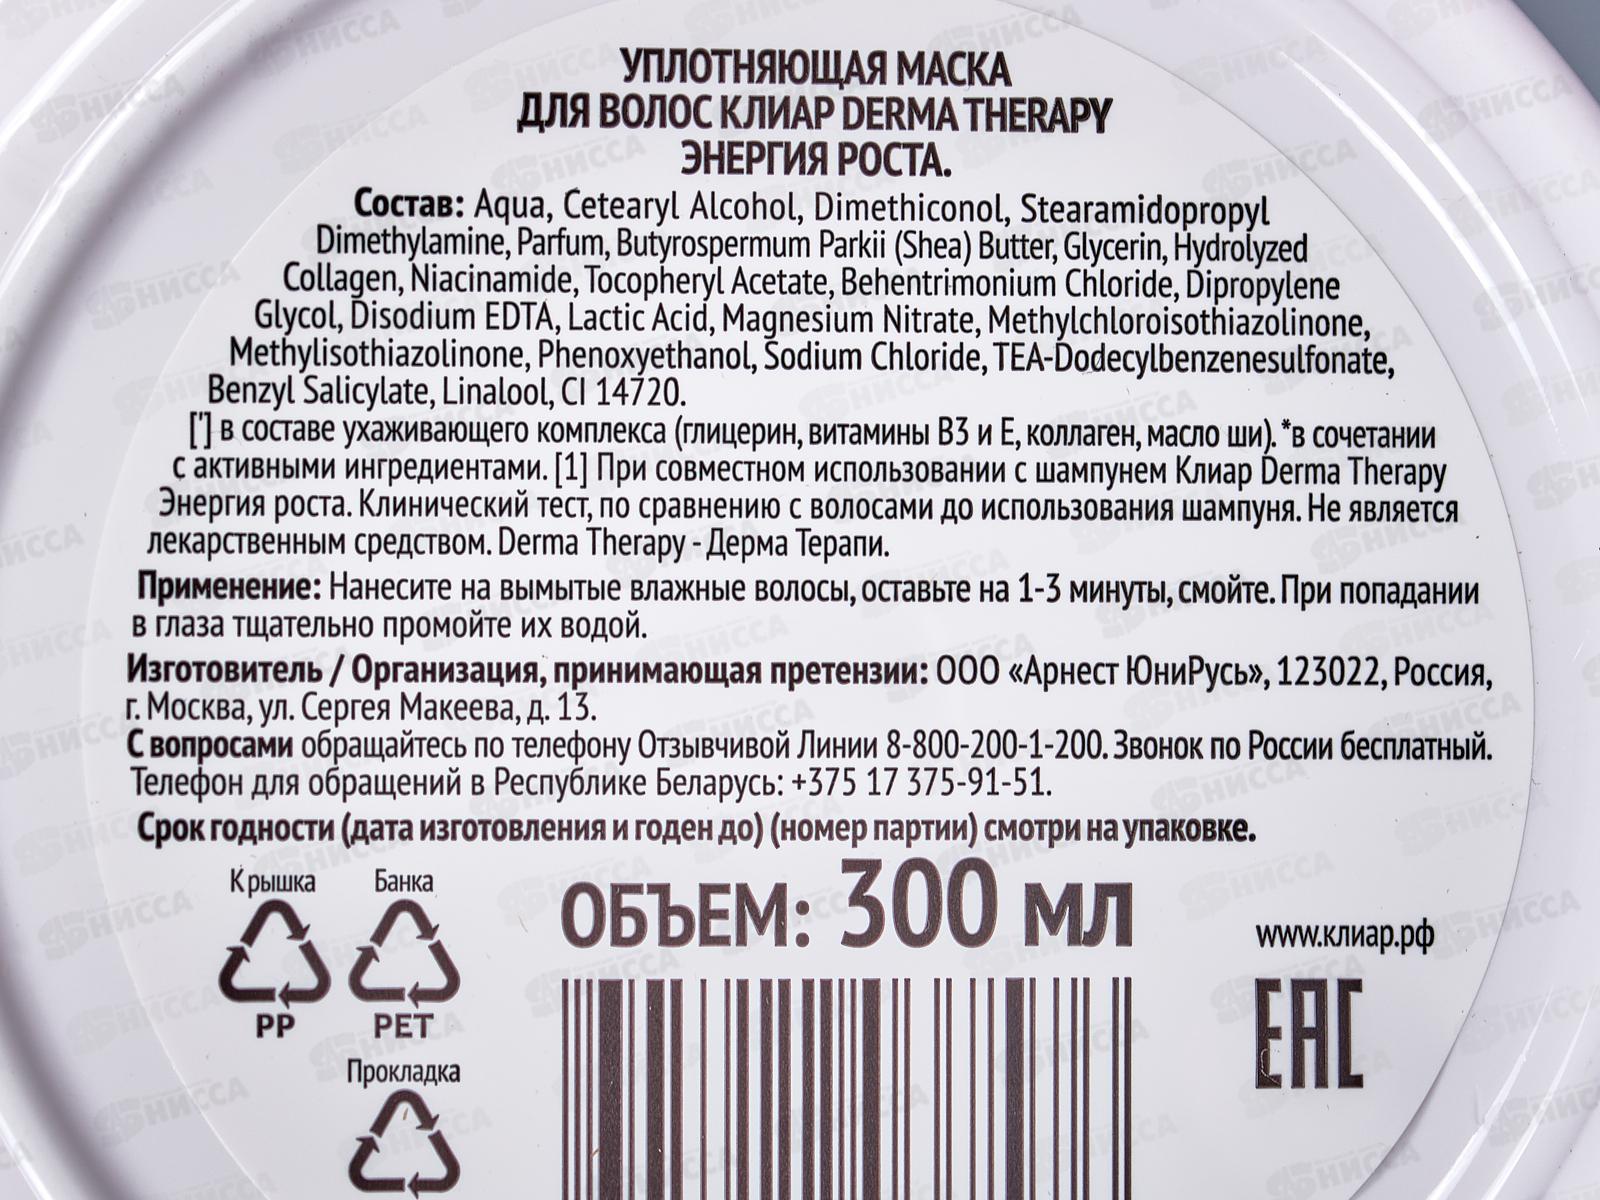 УПЛОТНЯЮЩАЯ МАСКА
ДЛЯ ВОЛОС КЛИАР DERMA THERAPY
ЭНЕРГИЯ РОСТА.
Состав: Aqua, Cetearyl Alcohol, Dimethiconol, Stearamidopropyl
Dimethylamine, Parfum, Butyrospermum Parkii (Shea) Butter, Glycerin, Hydrolyzed
Collagen, Niacinamide, Tocopheryl Acetate, Behentrimonium Chloride, Dipropylene
Glycol, Disodium EDTA, Lactic Acid, Magnesium Nitrate, Methylchloroisothiazolinone,
Methylisothiazolinone, Phenoxyethanol, Sodium Chloride, TEA-Dodecylbenzenesulfonate,
Benzyl Salicylate, Linalool, CI 14720.
['] в составе ухаживающего комплекса (глицерин, витамины B3 и E, коллаген, масло ши). *в сочетании
с активными ингредиентами. [1] При совместном использовании с шампунем Клиар Derma Therapy
Энергия роста. Клинический тест, по сравнению с волосами до использования шампуня. Не является
лекарственным средством. Derma Therapy - Дерма Терапи.
Применение: Нанесите на вымытые влажные волосы, оставьте на 1-3 минуты, смойте. При попадании
в глаза тщательно промойте их водой.
Изготовитель / Организация, принимающая претензии: ООО «Арнест ЮниРусь», 123022, Россия,
г. Москва, ул. Сергея Макеева, д. 13.
С вопросами обращайтесь по телефону Отзывчивой Линии 8-800-200-1-200. Звонок по России бесплатный.
Телефон для обращений в Республике Беларусь: +375 17 375-91-51.
Срок годности (дата изготовления и годен до) (номер партии) смотри на упаковке.
Крышка Банка
PP PET
Прокладка
ОБЪЕМ: 300 мл
www.клиар.рф
EAC
НИССА